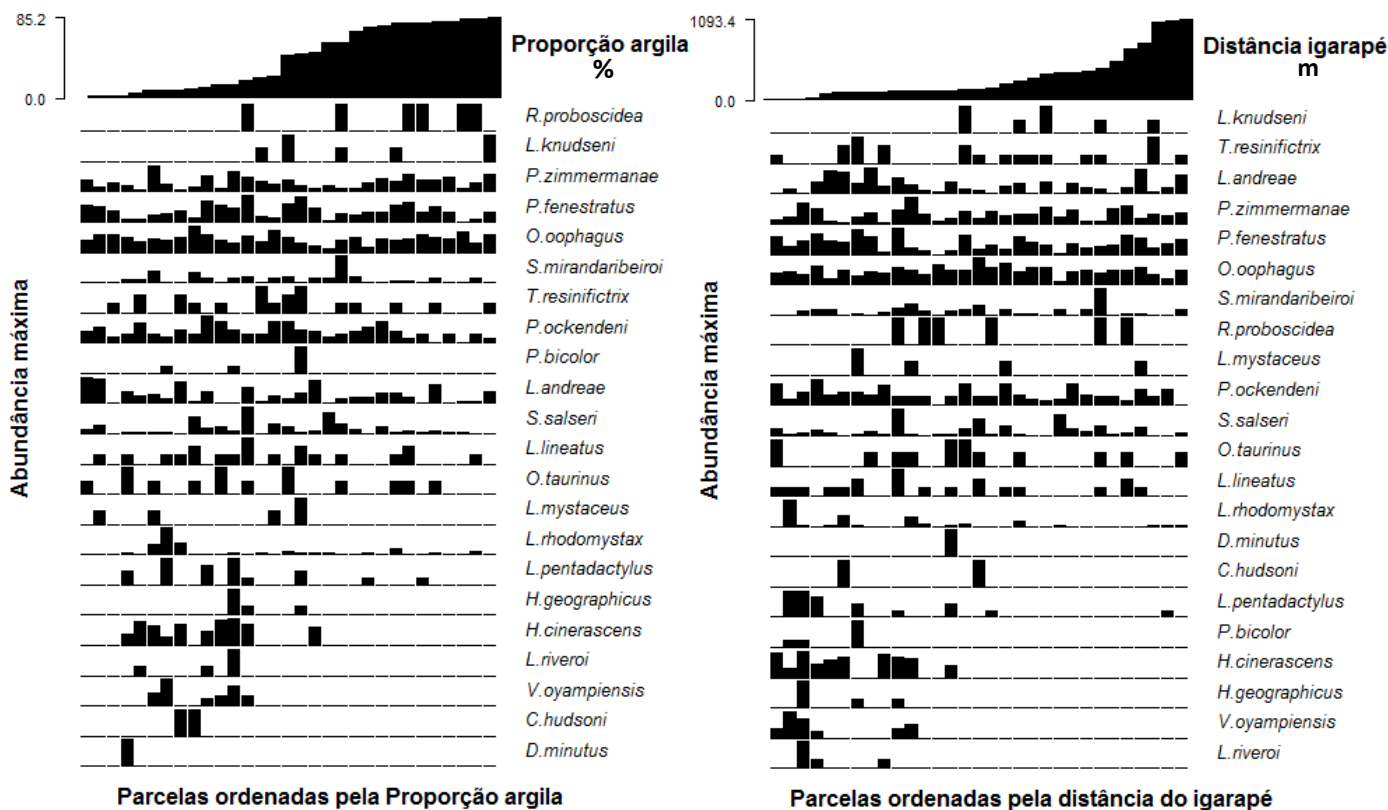 85.2
0.0
Proporção argila
%
R.proboscidea
L.knudseni
P.zimmermanae
P.fenestratus
O.oophagus
S.mirandaribeiroi
T.resinifictrix
P.ockendeni
P.bicolor
L.andreae
S.salseri
L.lineatus
O.taurinus
L.mystaceus
L.rhodomystax
L.pentadactylus
H.geographicus
H.cinerascens
L.riveroi
V.oyampiensis
C.hudsoni
D.minutus
Abundância máxima
Parcelas ordenadas pela Proporção argila
1093.4
0.0
Distância igarapé
m
L.knudseni
T.resinifictrix
L.andreae
P.zimmermanae
P.fenestratus
O.oophagus
S.mirandaribeiroi
R.proboscidea
L.mystaceus
P.ockendeni
S.salseri
O.taurinus
L.lineatus
L.rhodomystax
D.minutus
C.hudsoni
L.pentadactylus
P.bicolor
H.cinerascens
H.geographicus
V.oyampiensis
L.riveroi
Abundância máxima
Parcelas ordenadas pela distância do igarapé